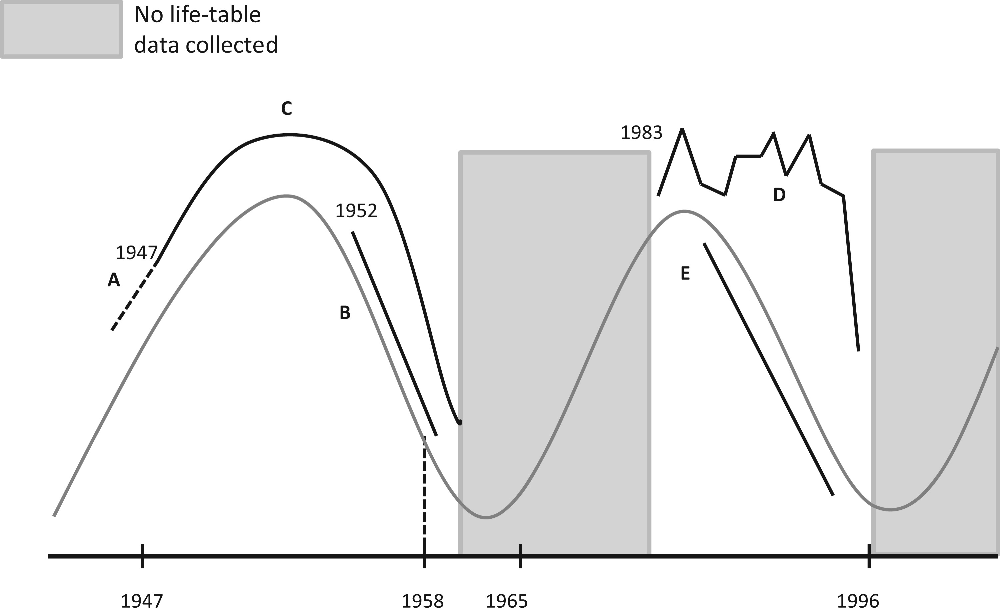 No life-table
data collected
C
1983
D
1952
1947
A
E
B
1947
1958
1965
1996